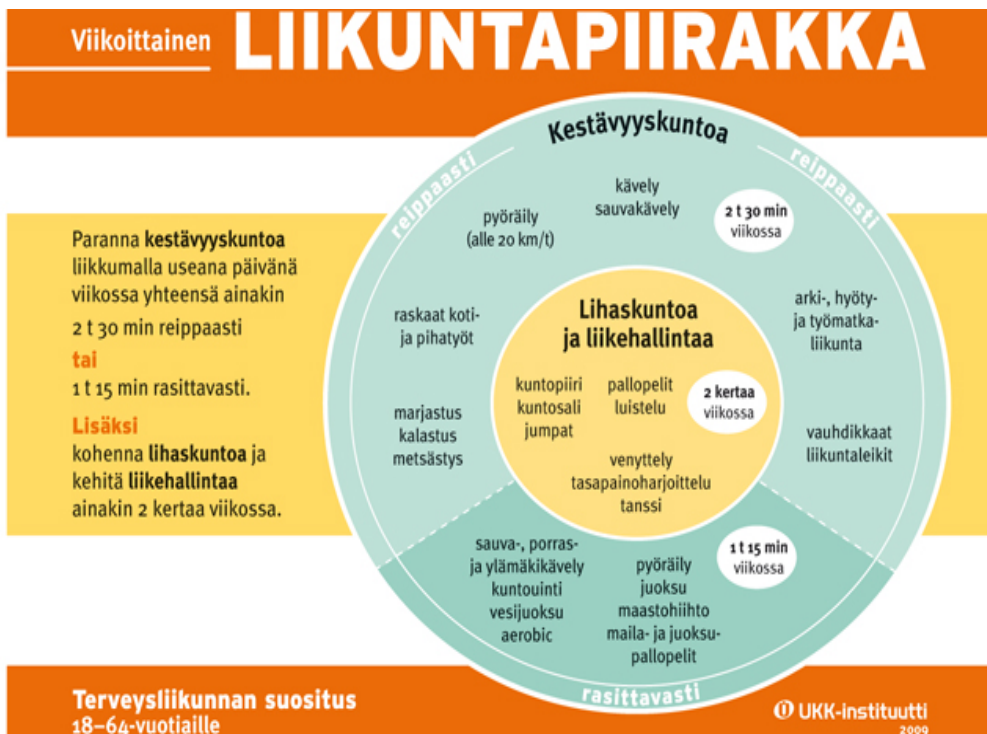 Viikoittainen LIIKUNTAPIIRAKKA
Paranna kestävyyskuntoa
liikkumalla useana päivänä
viikossa yhteensä ainakin
2 t 30 min reippaasti
tai
1 t 15 min rasittavasti.
Lisäksi
kohenna lihaskuntoa ja
kehitä liikehallintaa
ainakin 2 kertaa viikossa.
Kestävyyskuntoa
reippaasti
reippaasti
kävely
sauvakävely
2 t 30 min
viikossa
pyöräily
(alle 20 km/t)
raskaat koti-
ja pihatyöt
arki-, hyöty-
ja työmatka-
liikunta
marjastus
kalastus
metsästys
vauhdikkaat
liikuntaleikit
Lihaskuntoa
ja liikehallintaa
kuntopiiri
kuntosali
jumpat
pallopelit
luistelu
2 kertaa
viikossa
venyttely
tasapainoharjoittelu
tanssi
sauva-, porras-
ja ylämäkikävely
kuntouinti
vesijuoksu
aerobic
pyöräily
juoksu
maastohiihto
maila- ja juoksu-
pallopelit
1 t 15 min
viikossa
rasittavasti
Terveysliikunnan suositus
18–64-vuotiaille
UKK-instituutti
2009